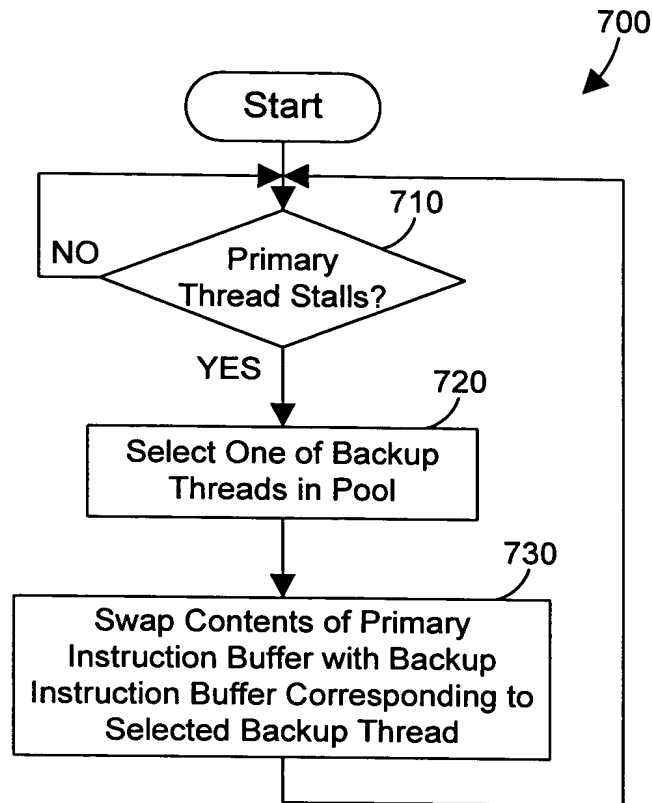 700
Start
710
NO
Primary
Thread Stalls?
YES
720
Select One of Backup
Threads in Pool
730
Swap Contents of Primary
Instruction Buffer with Backup
Instruction Buffer Corresponding to
Selected Backup Thread